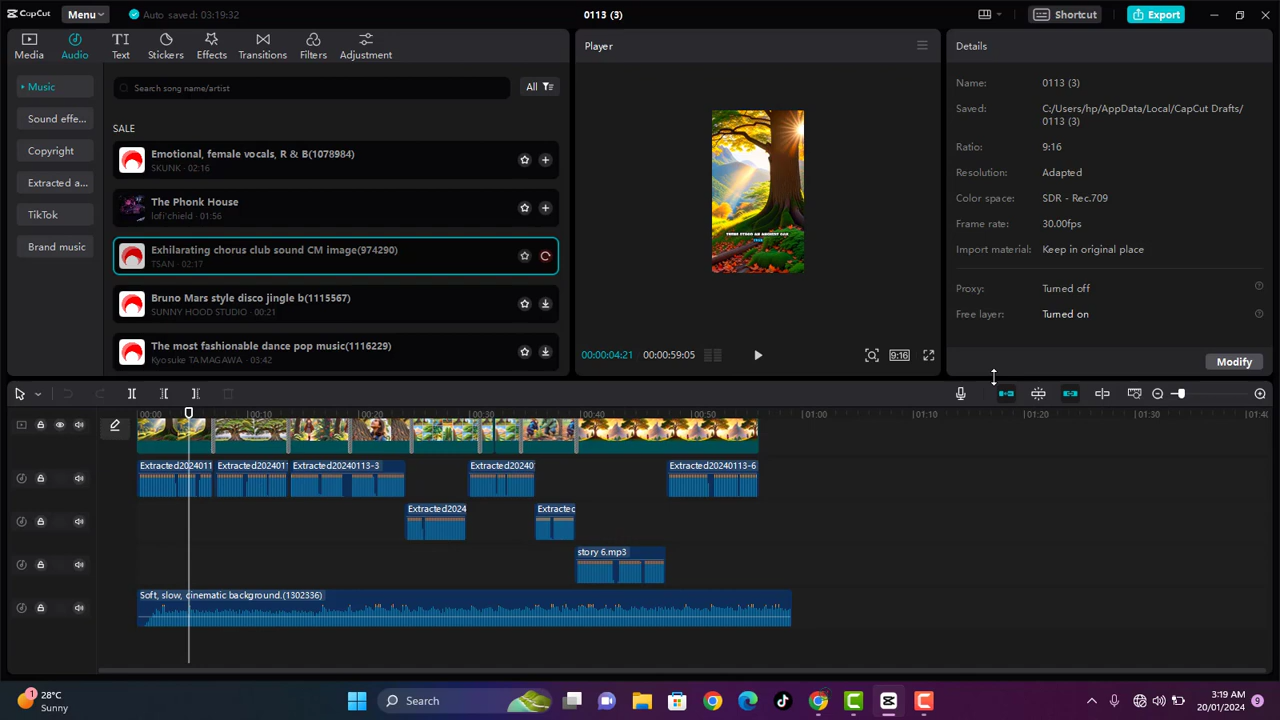 CapCut
Menu
Auto saved: 03:19:32
0113 (3)
Shortcut
Export
Media
Audio
Text
Stickers
Effects
Transitions
Filters
Adjustment
Player
Details
Music
Sound effe...
Copyright
Extracted a...
TikTok
Brand music
Search song name/artist
All
SALE
Emotional, female vocals, R & B(1078984)
SKUNK · 02:16
The Phonk House
lofi'chield · 01:56
Exhilarating chorus club sound CM image(974290)
TSAN · 02:17
Bruno Mars style disco jingle b(1115567)
SUNNY HOOD STUDIO · 00:21
The most fashionable dance pop music(1116229)
Kyosuke TAMAGAWA · 03:42
THERE STOOD AN ANCIENT OAK
TREE
00:00:04:21
00:00:59:05
9:16
Name: 0113 (3)
Saved: C:/Users/hp/AppData/Local/CapCut Drafts/
0113 (3)
Ratio: 9:16
Resolution: Adapted
Color space: SDR - Rec.709
Frame rate: 30.00fps
Import material: Keep in original place
Proxy: Turned off
Free layer: Turned on
Modify
00:00 00:10 00:20 00:30 00:40 01:00 01:10 01:20 01:30 01:40
Extracted2024011 Extracted2024011 Extracted20240113-3 Extracted20240 Extracted20240113-6
Extracted2024 Extracted
story 6.mp3
Soft, slow, cinematic background.(1302336)
1
28°C
Sunny
Search
3:19 AM
20/01/2024
9